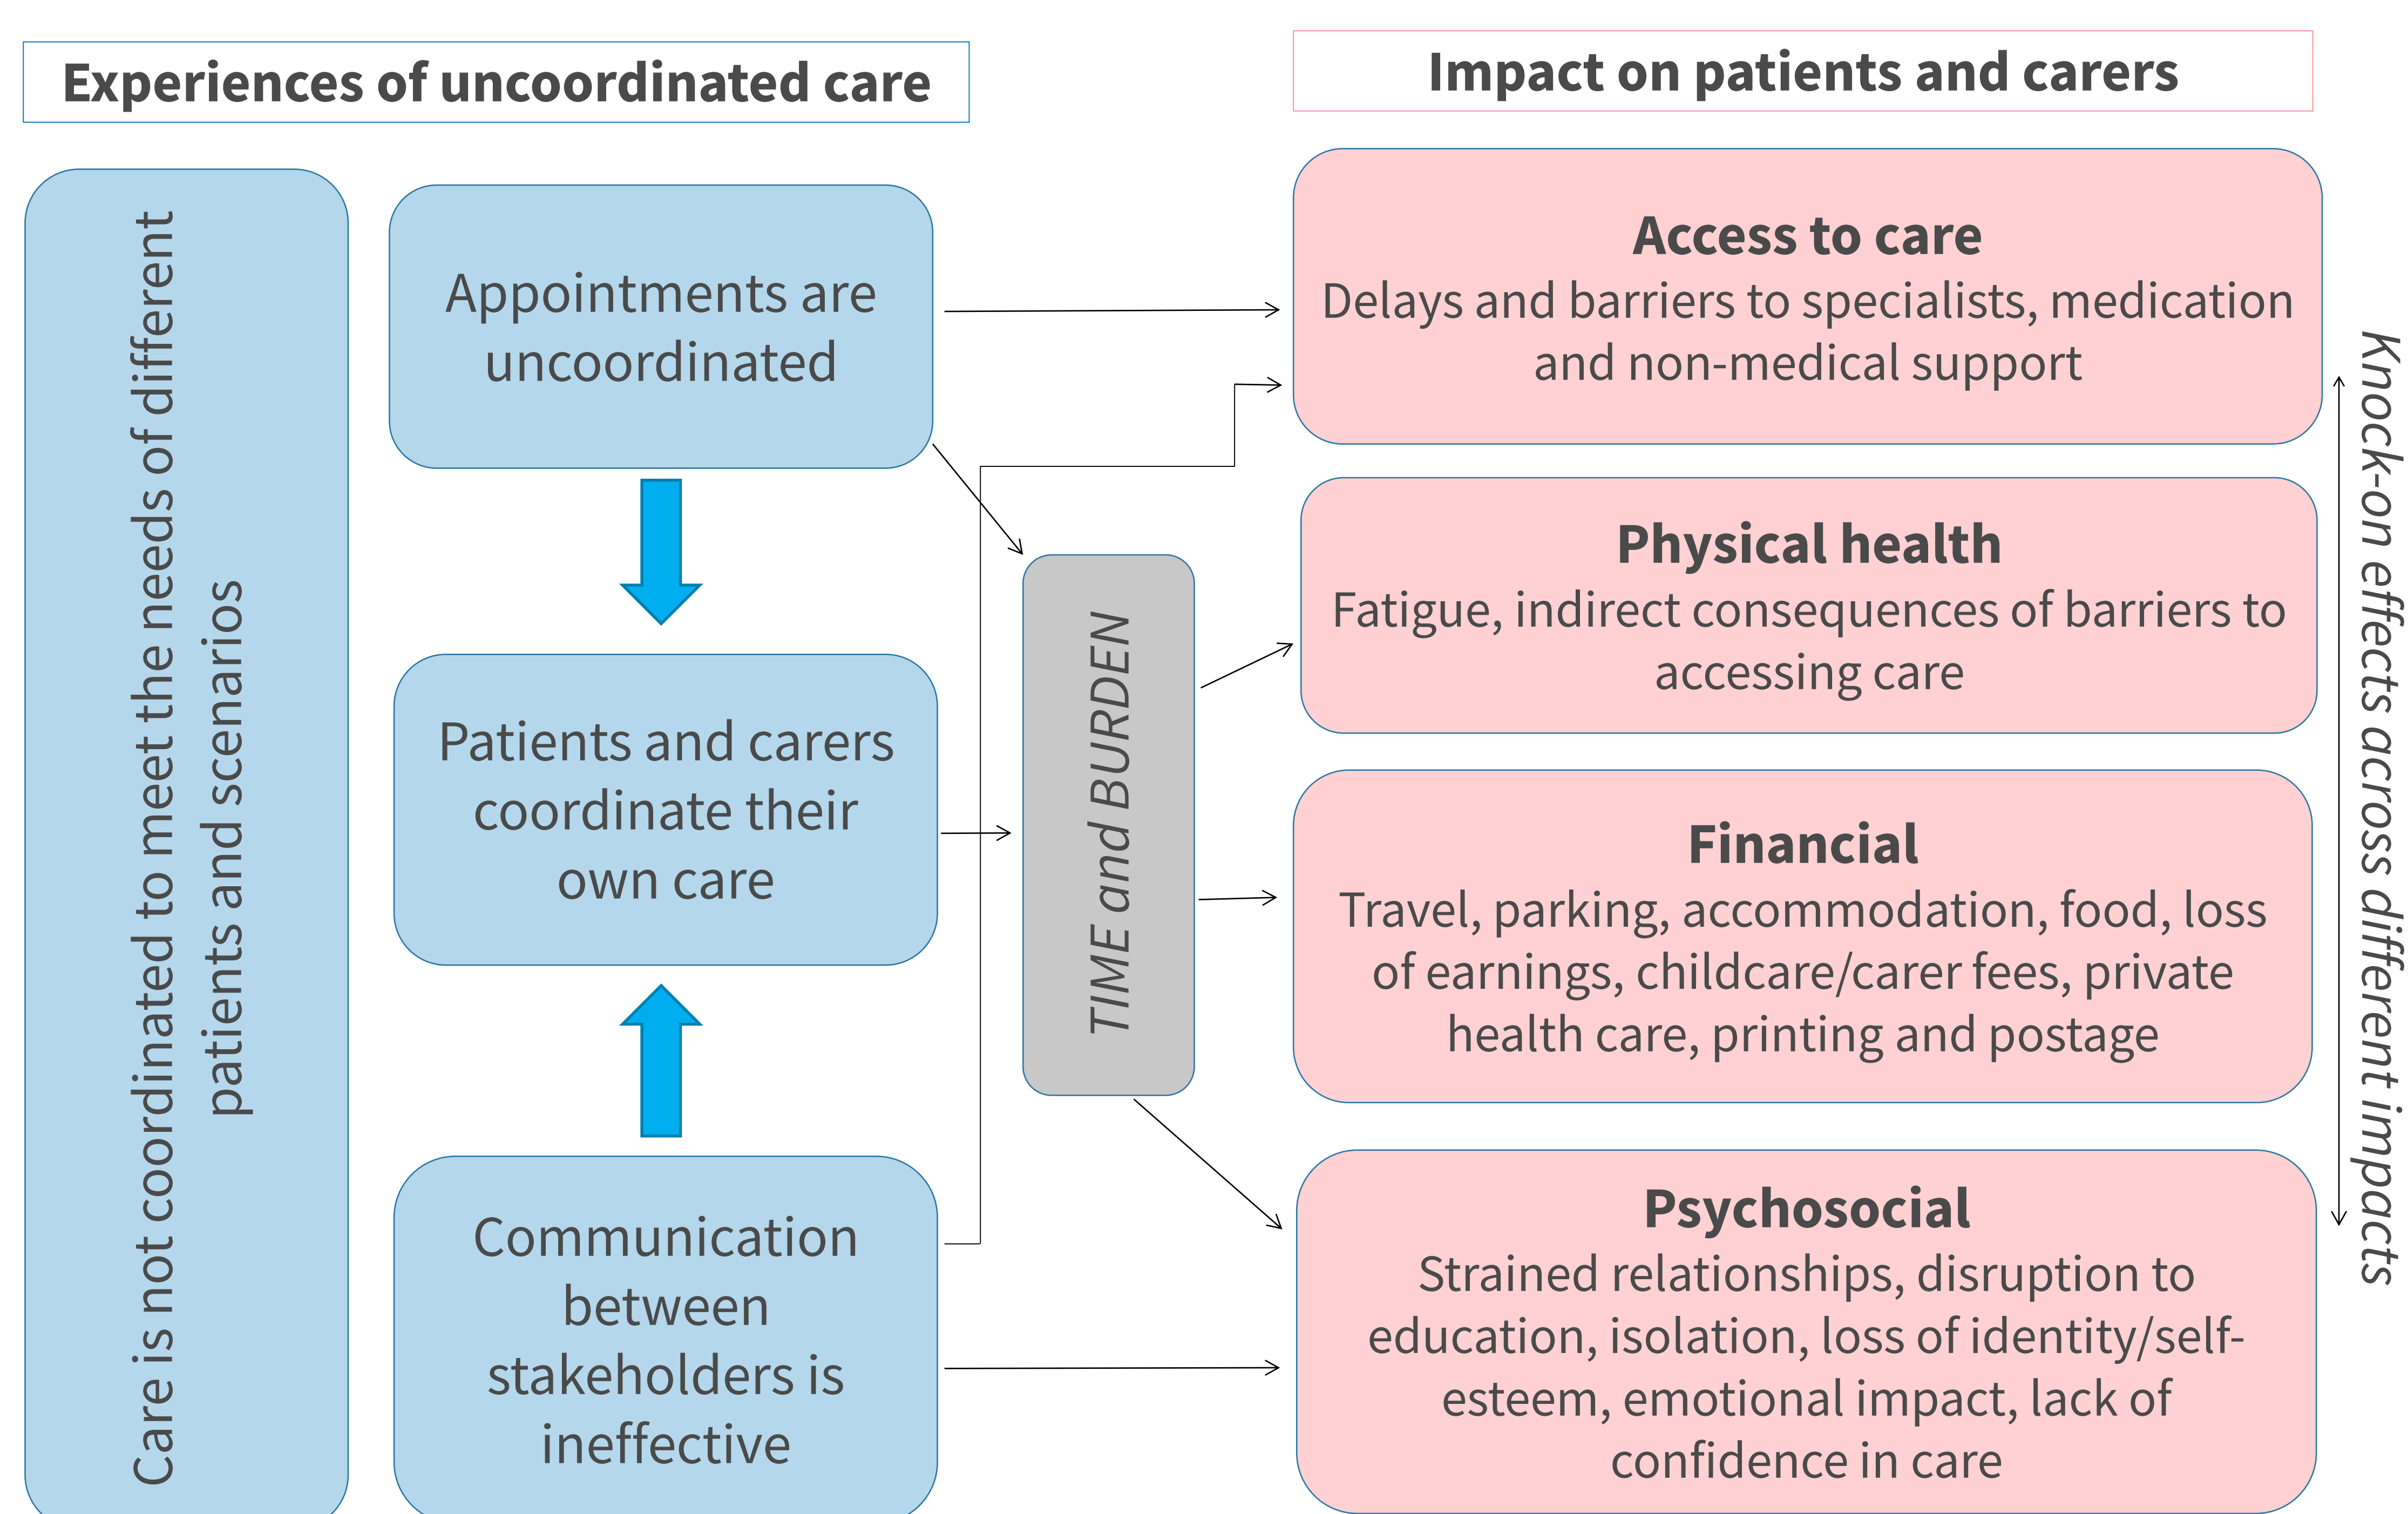 Experiences of uncoordinated care
Impact on patients and carers
Care is not coordinated to meet the needs of different
patients and scenarios
Appointments are
uncoordinated
Patients and carers
coordinate their
own care
Communication
between
stakeholders is
ineffective
TIME and BURDEN
Access to care
Delays and barriers to specialists, medication
and non-medical support
Physical health
Fatigue, indirect consequences of barriers to
accessing care
Financial
Travel, parking, accommodation, food, loss
of earnings, childcare/carer fees, private
health care, printing and postage
Psychosocial
Strained relationships, disruption to
education, isolation, loss of identity/self-
esteem, emotional impact, lack of
confidence in care
Knock-on effects across different impacts